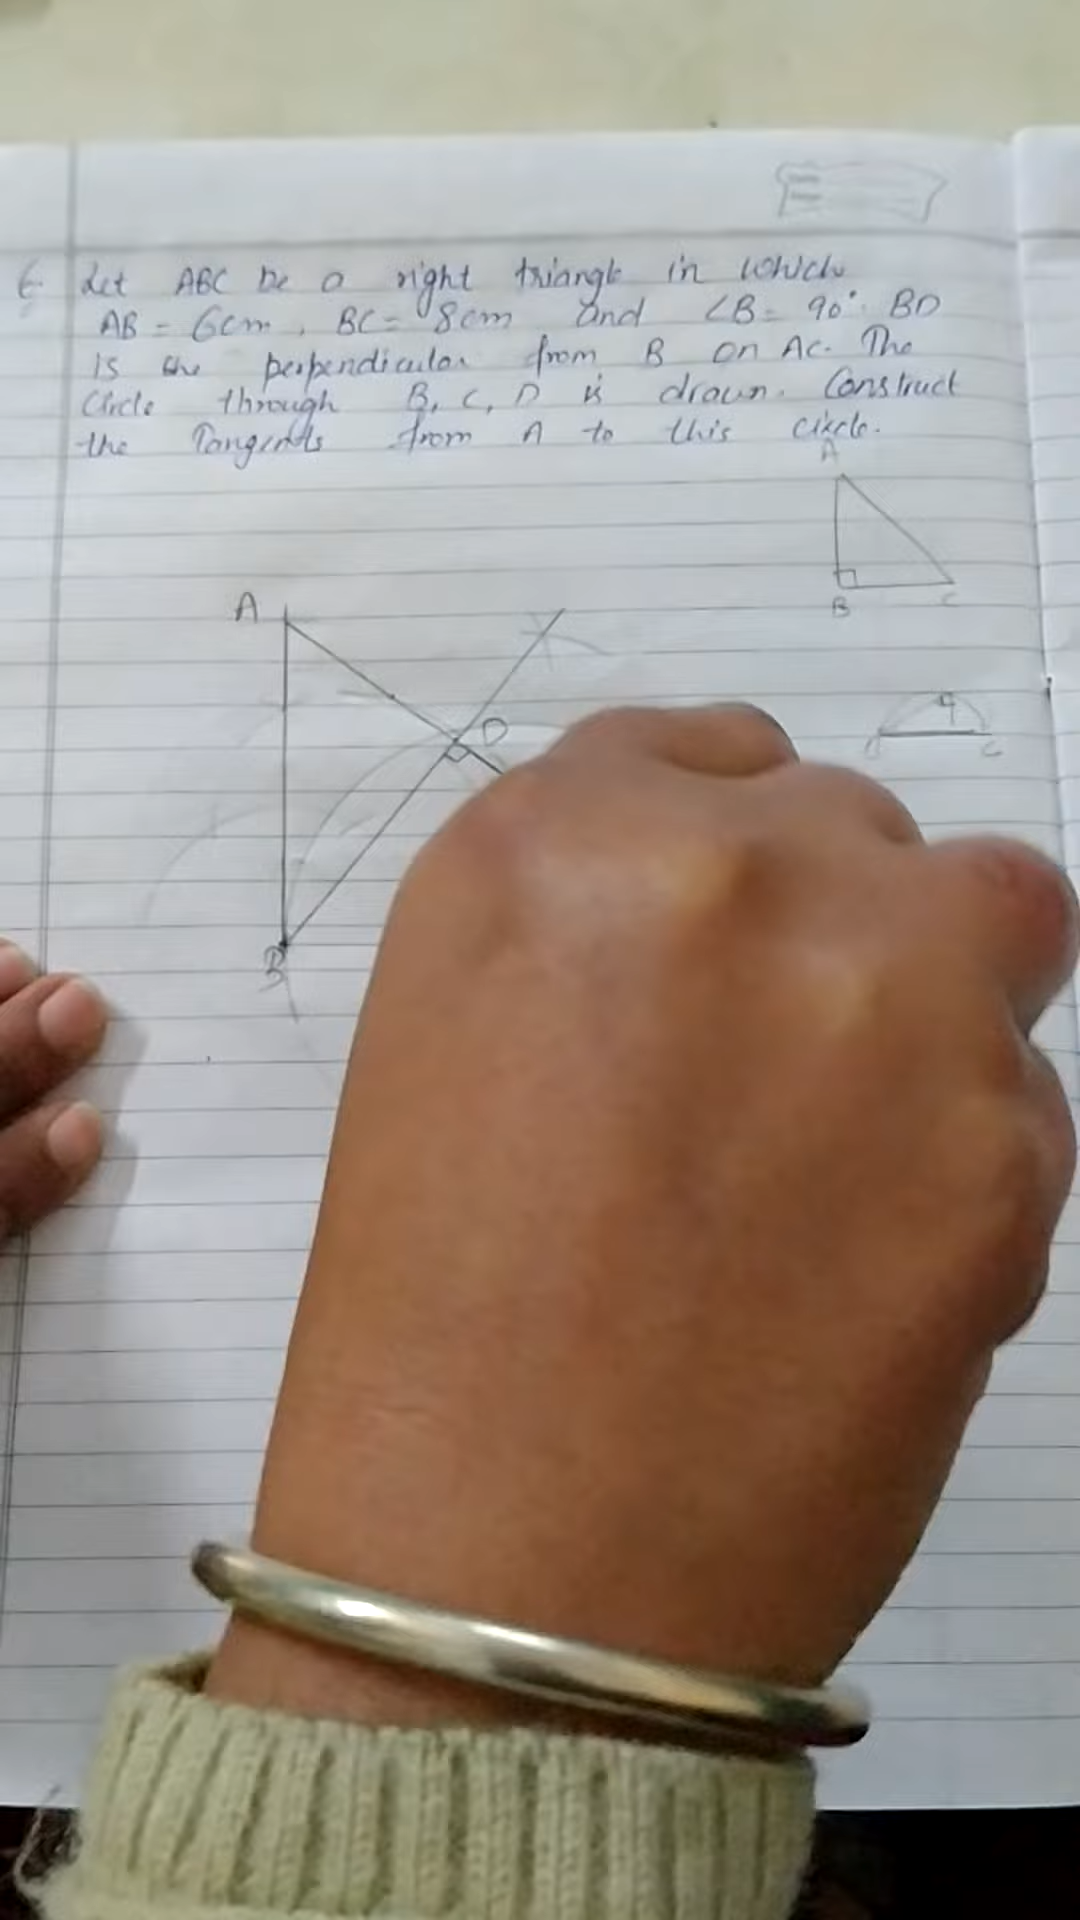 6. Let ABC be a right triangle in which
AB = 6cm, BC = 8cm and ∠B = 90°. BD
is the perpendicular from B on AC. The
Circle through B, C, D is drawn. Construct
the Tangents from A to this circle.
A
B C
A
D
B
C